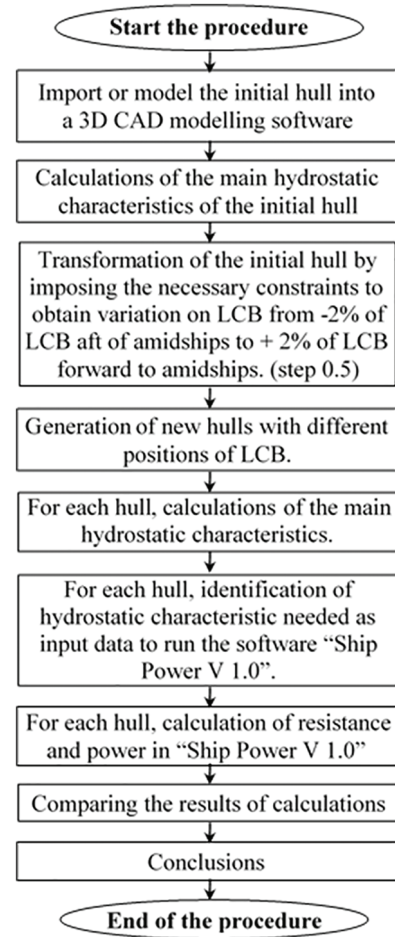 Start the procedure
Import or model the initial hull into
a 3D CAD modelling software
Calculations of the main hydrostatic
characteristics of the initial hull
Transformation of the initial hull by
imposing the necessary constraints to
obtain variation on LCB from -2% of
LCB aft of amidships to + 2% of LCB
forward to amidships. (step 0.5)
Generation of new hulls with different
positions of LCB.
For each hull, calculations of the main
hydrostatic characteristics.
For each hull, identification of
hydrostatic characteristic needed as
input data to run the software “Ship
Power V 1.0”.
For each hull, calculation of resistance
and power in “Ship Power V 1.0”
Comparing the results of calculations
Conclusions
End of the procedure